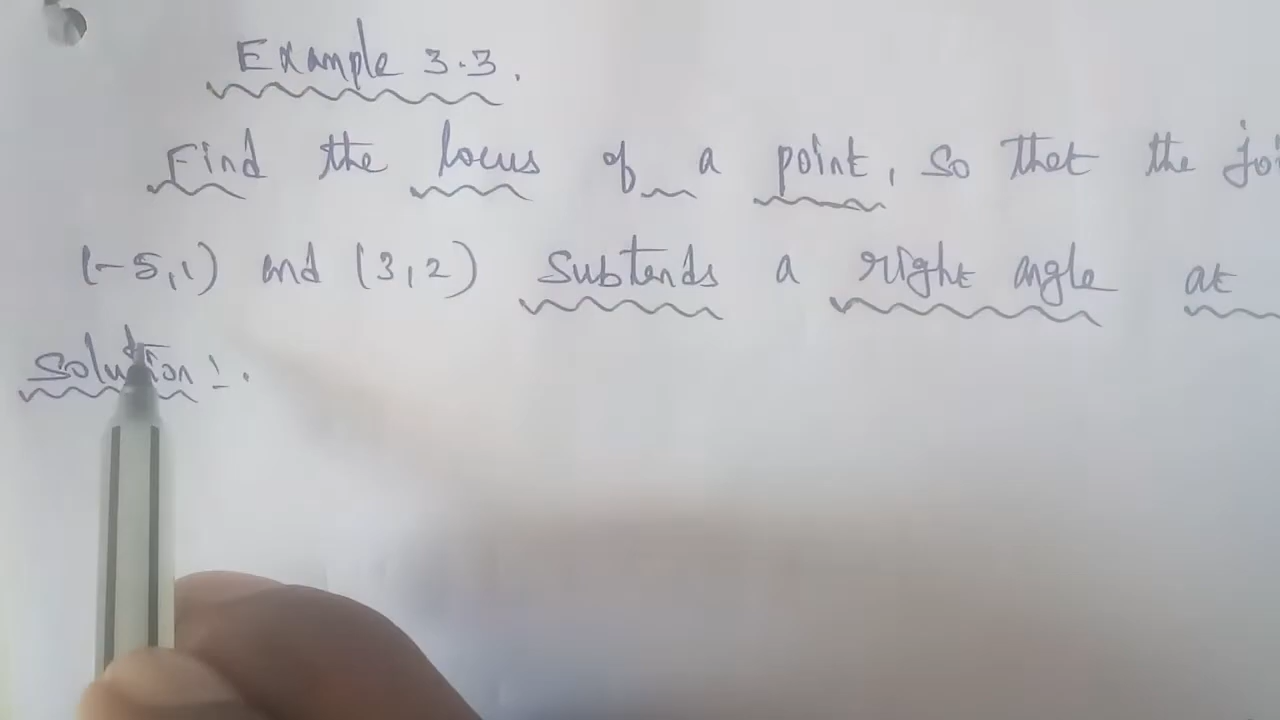 Example 3.3.
Find the locus of a point, so that the joi
(-5,1) and (3,2) subtends a right angle at
Solution:.